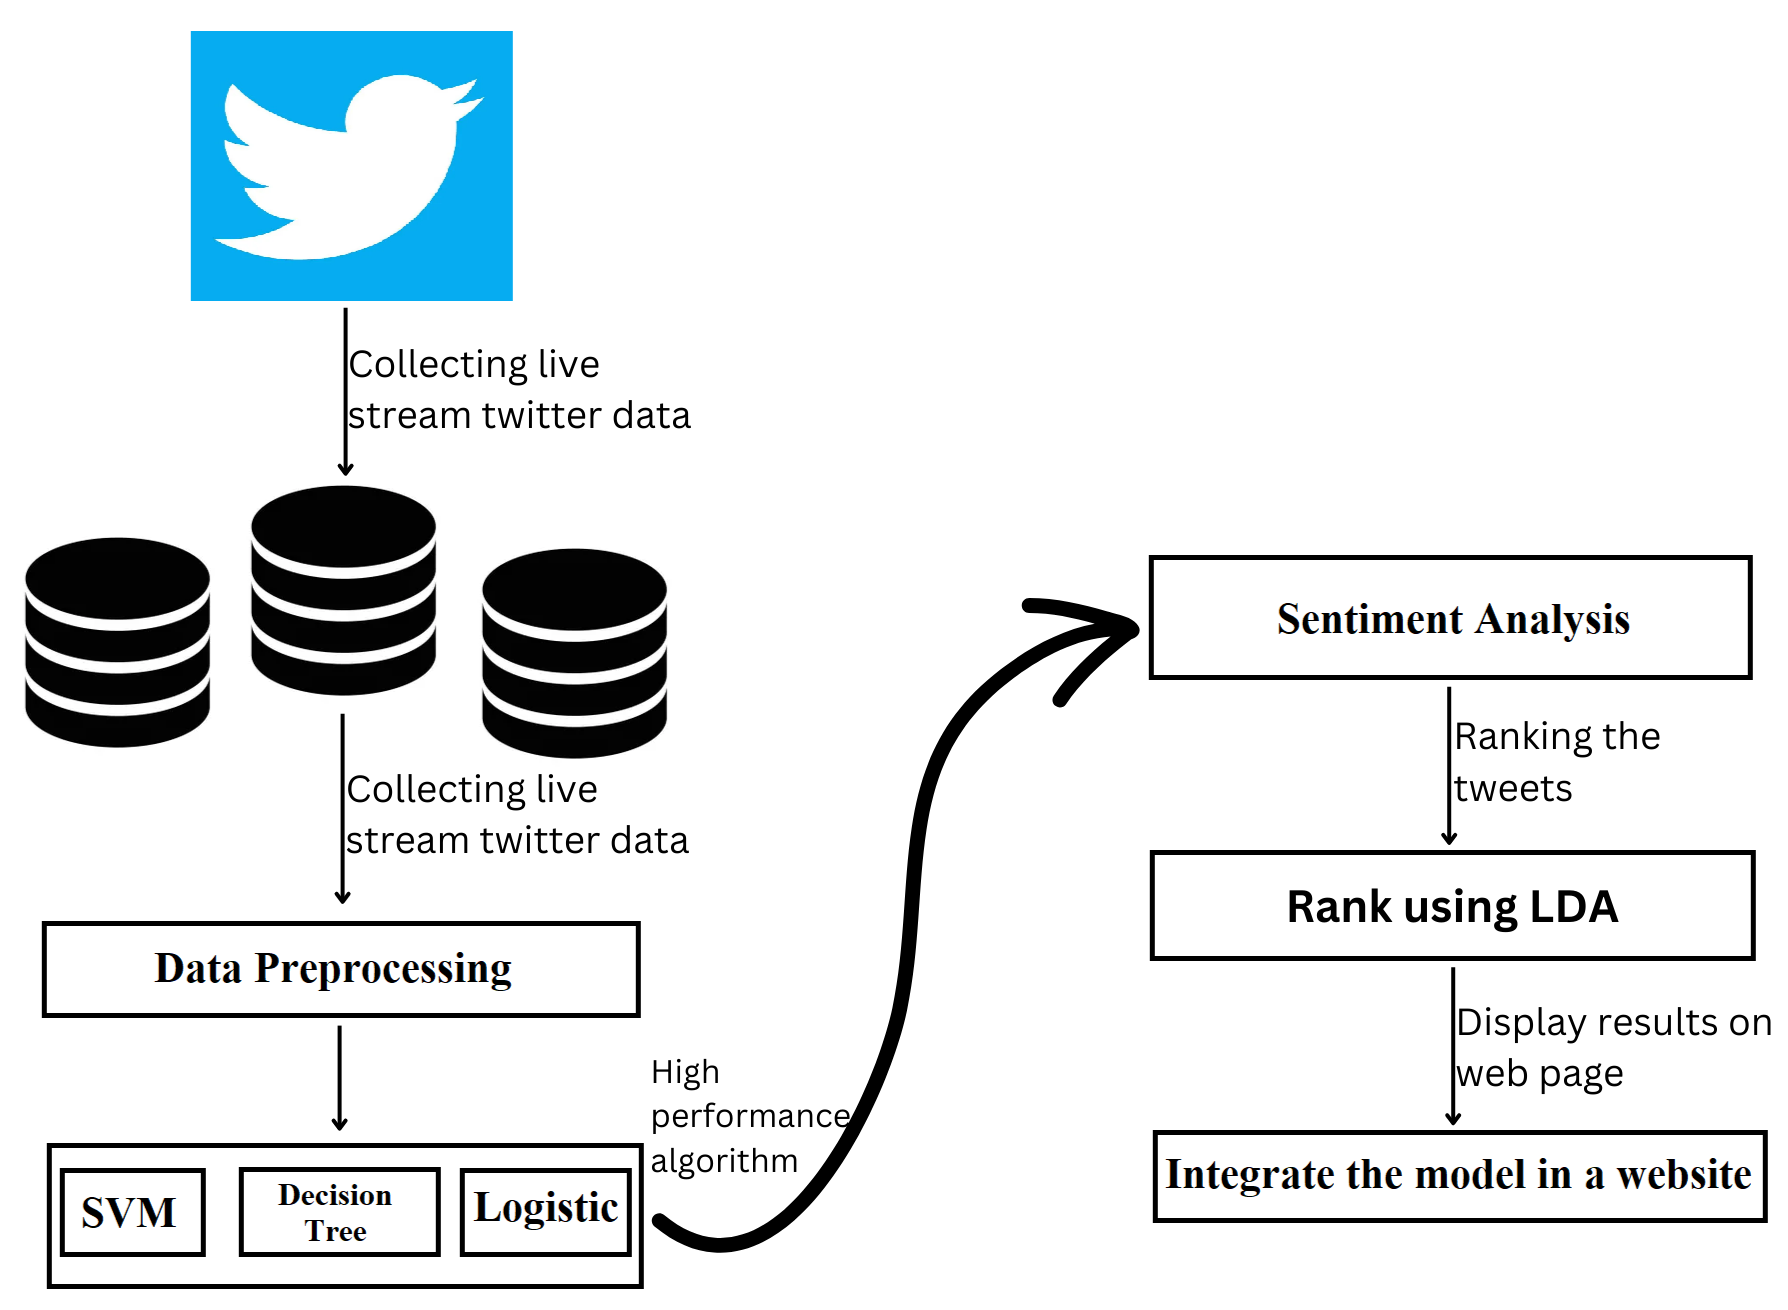 Collecting live
stream twitter data
Collecting live
stream twitter data
Data Preprocessing
High
performance
algorithm
SVM
Decision
Tree
Logistic
Sentiment Analysis
Ranking the
tweets
Rank using LDA
Display results on
web page
Integrate the model in a website